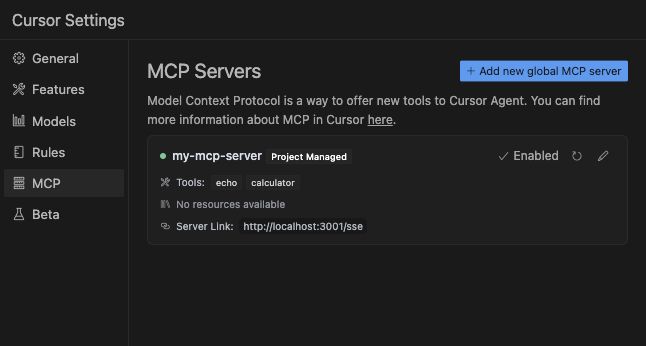 Cursor Settings
General
Features
Models
Rules
MCP
Beta
MCP Servers
+ Add new global MCP server
Model Context Protocol is a way to offer new tools to Cursor Agent. You can find
more information about MCP in Cursor here.
my-mcp-server Project Managed Enabled
Tools: echo calculator
No resources available
Server Link: http://localhost:3001/sse